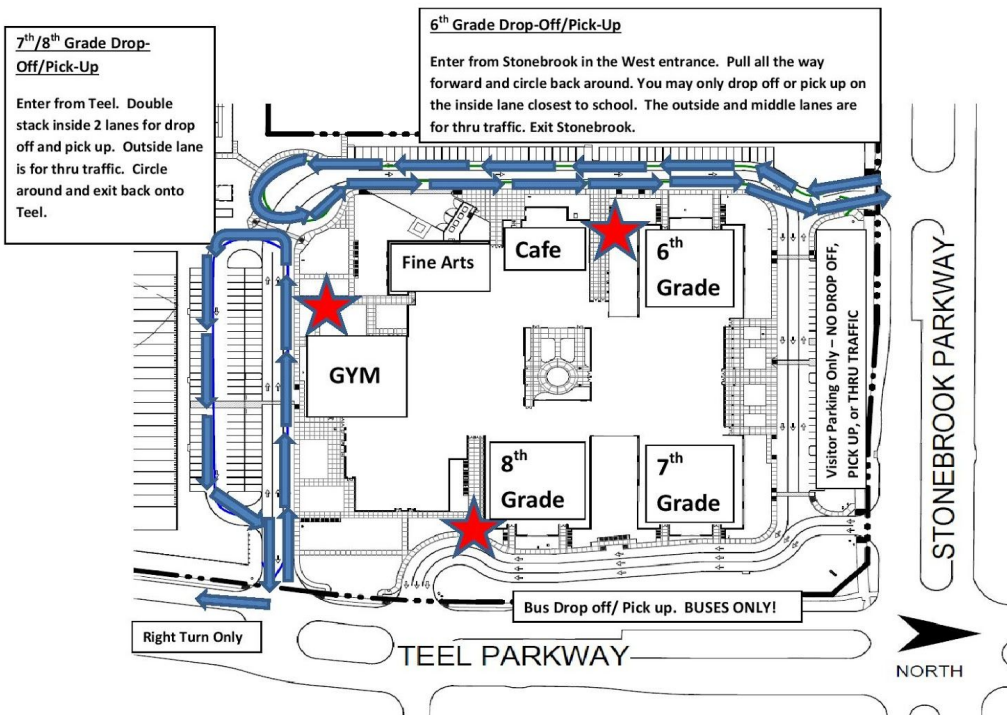 7th/8th Grade Drop-
Off/Pick-Up
Enter from Teel. Double
stack inside 2 lanes for drop
off and pick up. Outside lane
is for thru traffic. Circle
around and exit back onto
Teel.
6th Grade Drop-Off/Pick-Up
Enter from Stonebrook in the West entrance. Pull all the way
forward and circle back around. You may only drop off or pick up on
the inside lane closest to school. The outside and middle lanes are
for thru traffic. Exit Stonebrook.
Fine Arts
Cafe
6th
Grade
GYM
8th
Grade
7th
Grade
Visitor Parking Only – NO DROP OFF,
PICK UP, or THRU TRAFFIC
STONEBROOK PARKWAY
Bus Drop off/ Pick up. BUSES ONLY!
Right Turn Only
TEEL PARKWAY
NORTH